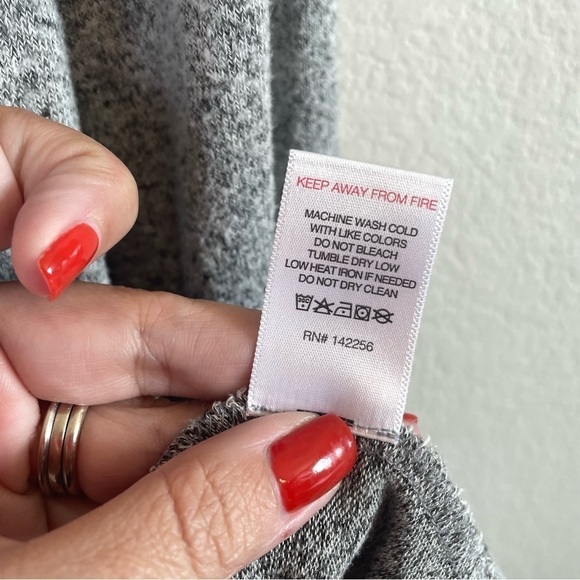 KEEP AWAY FROM FIRE
MACHINE WASH COLD
WITH LIKE COLORS
DO NOT BLEACH
TUMBLE DRY LOW
LOW HEAT IRON IF NEEDED
DO NOT DRY CLEAN
RN# 142256